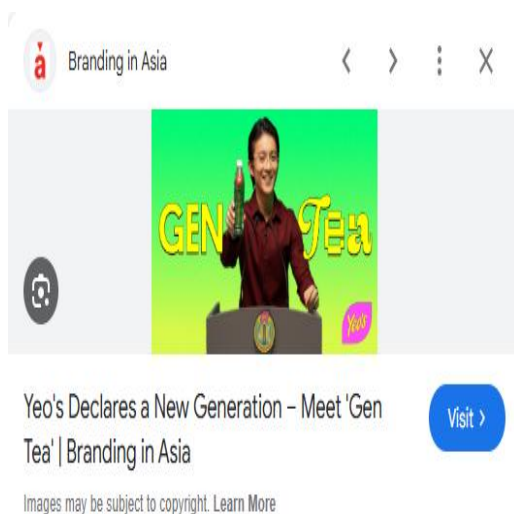 Branding in Asia
GEN Tea
Yeo's
Yeo's Declares a New Generation – Meet 'Gen
Tea' | Branding in Asia
Visit >
Images may be subject to copyright. Learn More